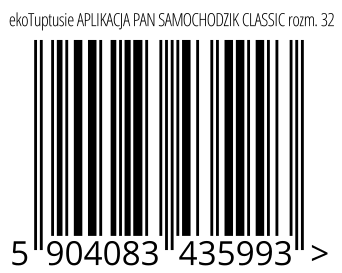 ekoTuptusie APLIKACJA PAN SAMOCHODZIK CLASSIC rozm. 32
5 904083 435993 >